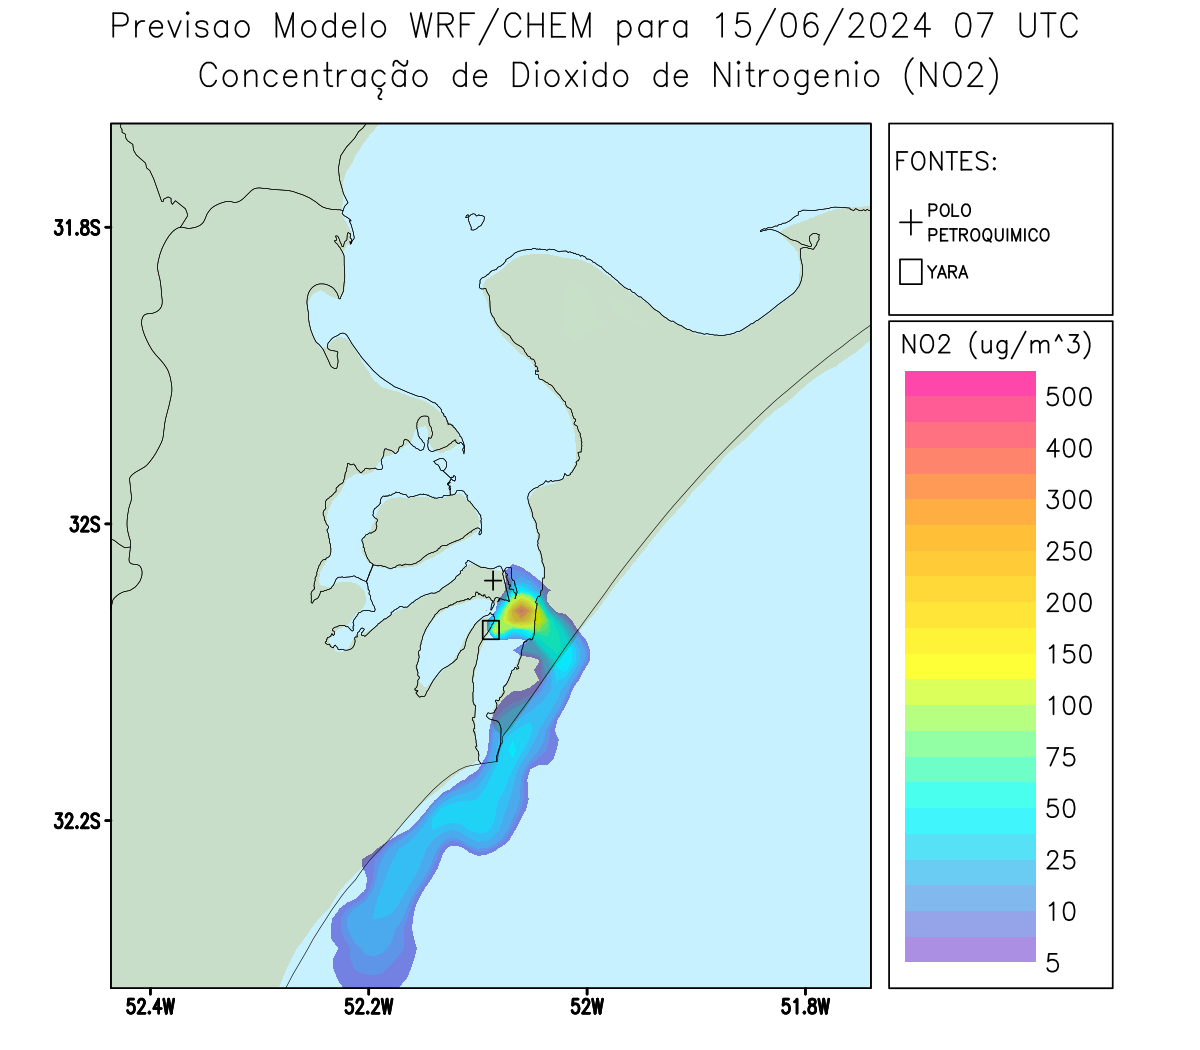 Previsao Modelo WRF/CHEM para 15/06/2024 07 UTC
Concentração de Dioxido de Nitrogenio (NO2)
FONTES:
POLO
PETROQUIMICO
YARA
NO2 (ug/m^3)
500
400
300
250
200
150
100
75
50
25
10
5
31.8S
32S
32.2S
52.4W
52.2W
52W
51.8W